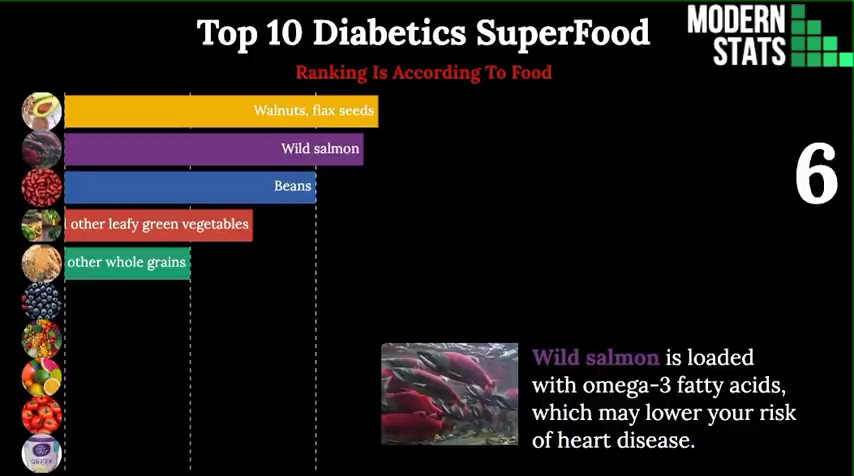 Top 10 Diabetics SuperFood
MODERN
STATS
Ranking Is According To Food
Walnuts, flax seeds
Wild salmon
Beans
other leafy green vegetables
other whole grains
6
Wild salmon is loaded
with omega-3 fatty acids,
which may lower your risk
of heart disease.